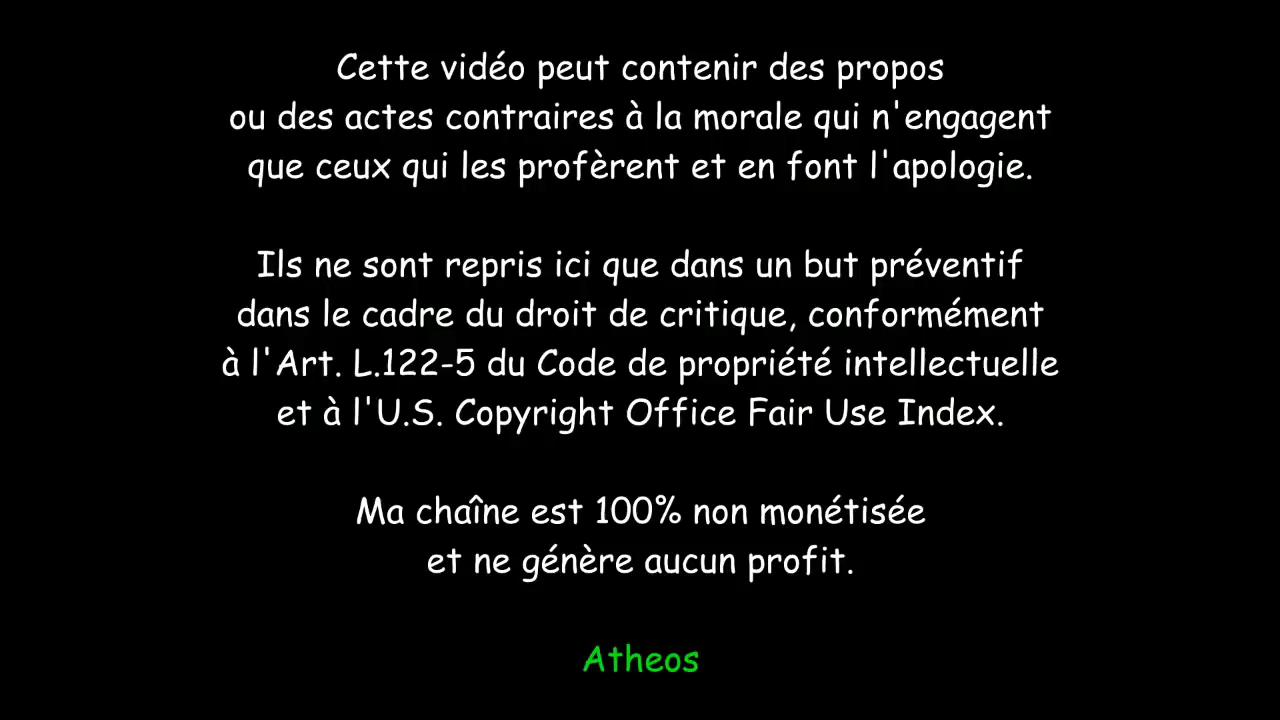 Cette vidéo peut contenir des propos
ou des actes contraires à la morale qui n'engagent
que ceux qui les profèrent et en font l'apologie.
Ils ne sont repris ici que dans un but préventif
dans le cadre du droit de critique, conformément
à l'Art. L.122-5 du Code de propriété intellectuelle
et à l'U.S. Copyright Office Fair Use Index.
Ma chaîne est 100% non monétisée
et ne génère aucun profit.
Atheos